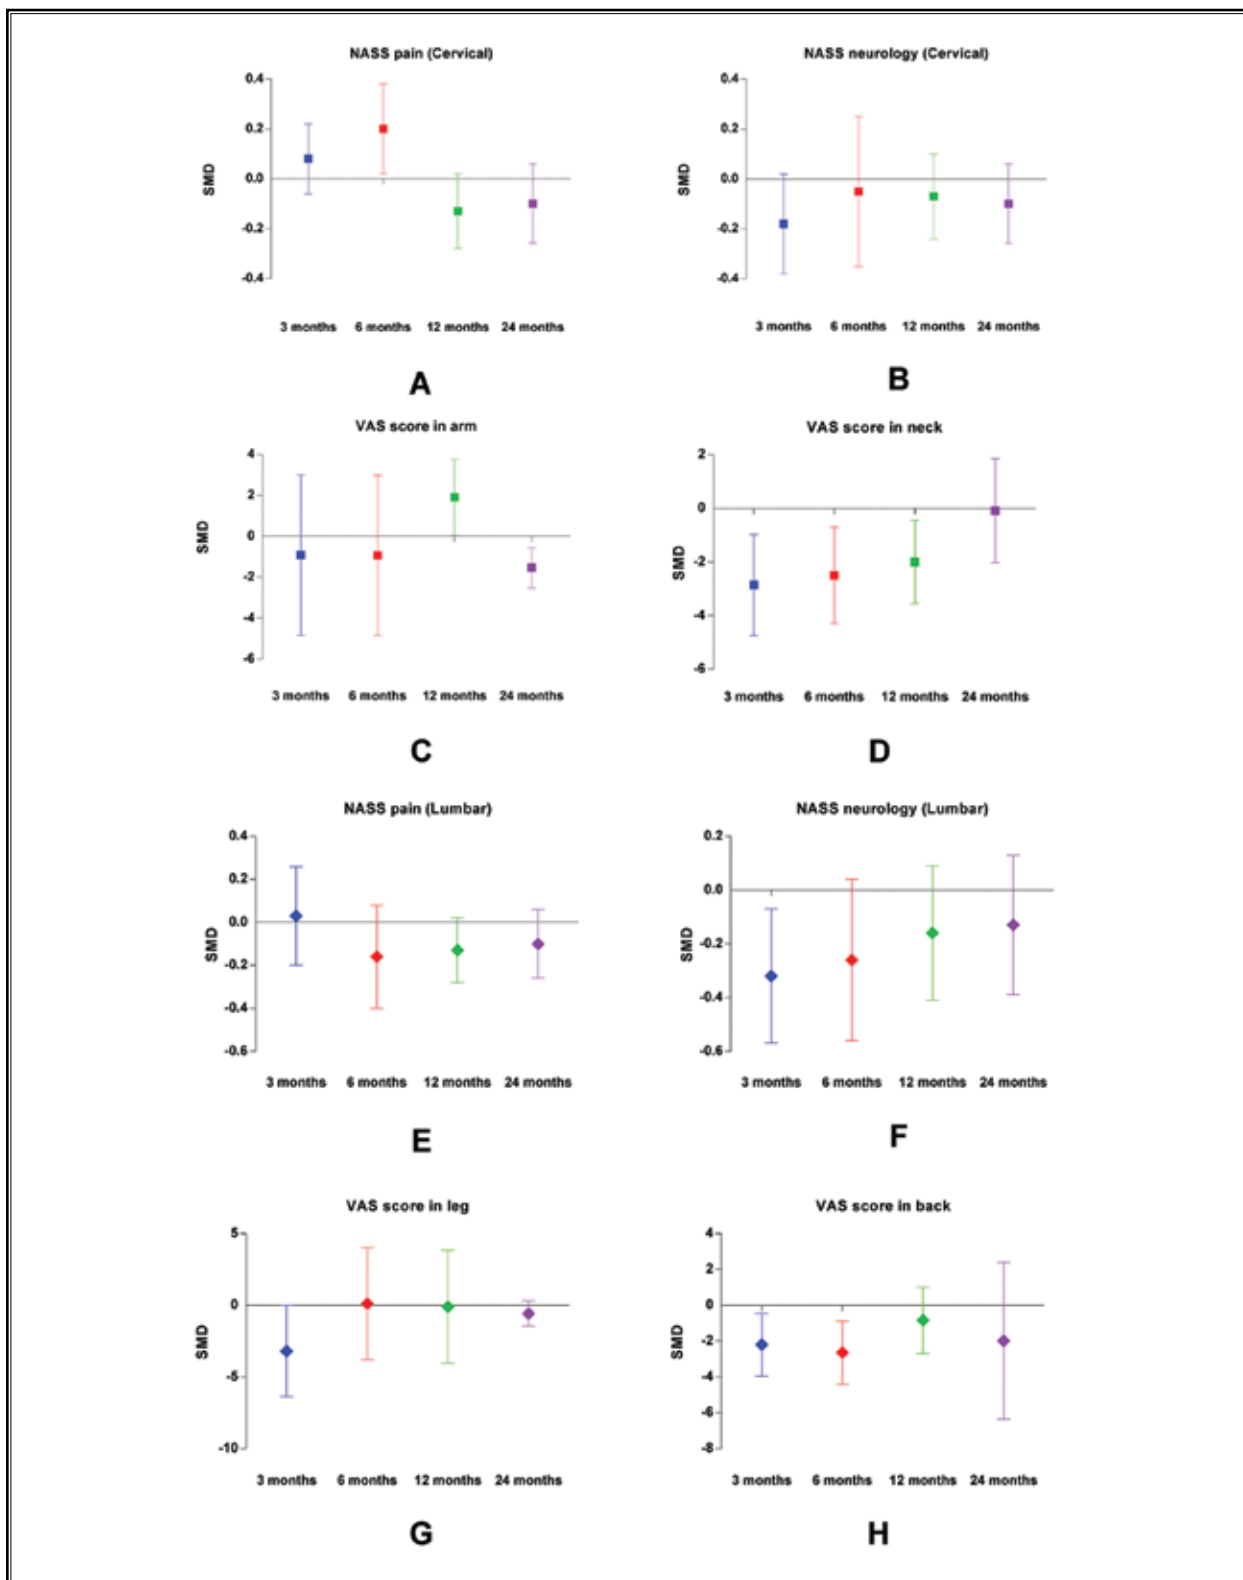 NASS pain (Cervical)
0.4
0.2
0.0
-0.2
-0.4
SMD
3 months 6 months 12 months 24 months
A
NASS neurology (Cervical)
0.4
0.2
0.0
-0.2
-0.4
SMD
3 months 6 months 12 months 24 months
B
VAS score in arm
4
2
0
-2
-4
-6
SMD
3 months 6 months 12 months 24 months
C
VAS score in neck
2
0
-2
-4
-6
SMD
3 months 6 months 12 months 24 months
D
NASS pain (Lumbar)
0.4
0.2
0.0
-0.2
-0.4
-0.6
SMD
3 months 6 months 12 months 24 months
E
NASS neurology (Lumbar)
0.2
0.0
-0.2
-0.4
-0.6
SMD
3 months 6 months 12 months 24 months
F
VAS score in leg
5
0
-5
-10
SMD
3 months 6 months 12 months 24 months
G
VAS score in back
4
2
0
-2
-4
-6
-8
SMD
3 months 6 months 12 months 24 months
H